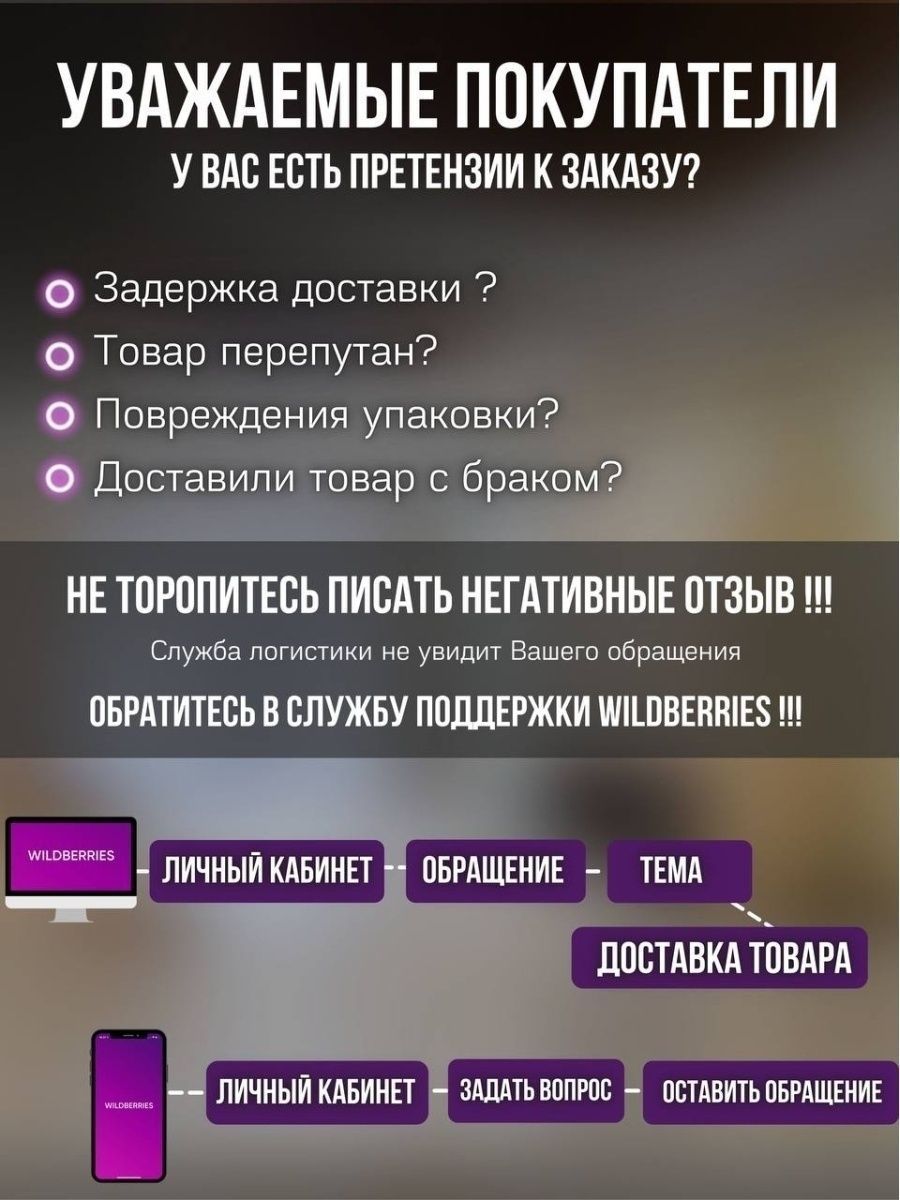 УВАЖАЕМЫЕ ПОКУПАТЕЛИ
У ВАС ЕСТЬ ПРЕТЕНЗИИ К ЗАКАЗУ?
Задержка доставки ?
Товар перепутан?
Повреждения упаковки?
Доставили товар с браком?
НЕ ТОРОПИТЕСЬ ПИСАТЬ НЕГАТИВНЫЕ ОТЗЫВ !!!
Служба логистики не увидит Вашего обращения
ОБРАТИТЕСЬ В СЛУЖБУ ПОДДЕРЖКИ WILDBERRIES !!!
WILDBERRIES
ЛИЧНЫЙ КАБИНЕТ
ОБРАЩЕНИЕ
ТЕМА
ДОСТАВКА ТОВАРА
WILDBERRIES
ЛИЧНЫЙ КАБИНЕТ
ЗАДАТЬ ВОПРОС
ОСТАВИТЬ ОБРАЩЕНИЕ